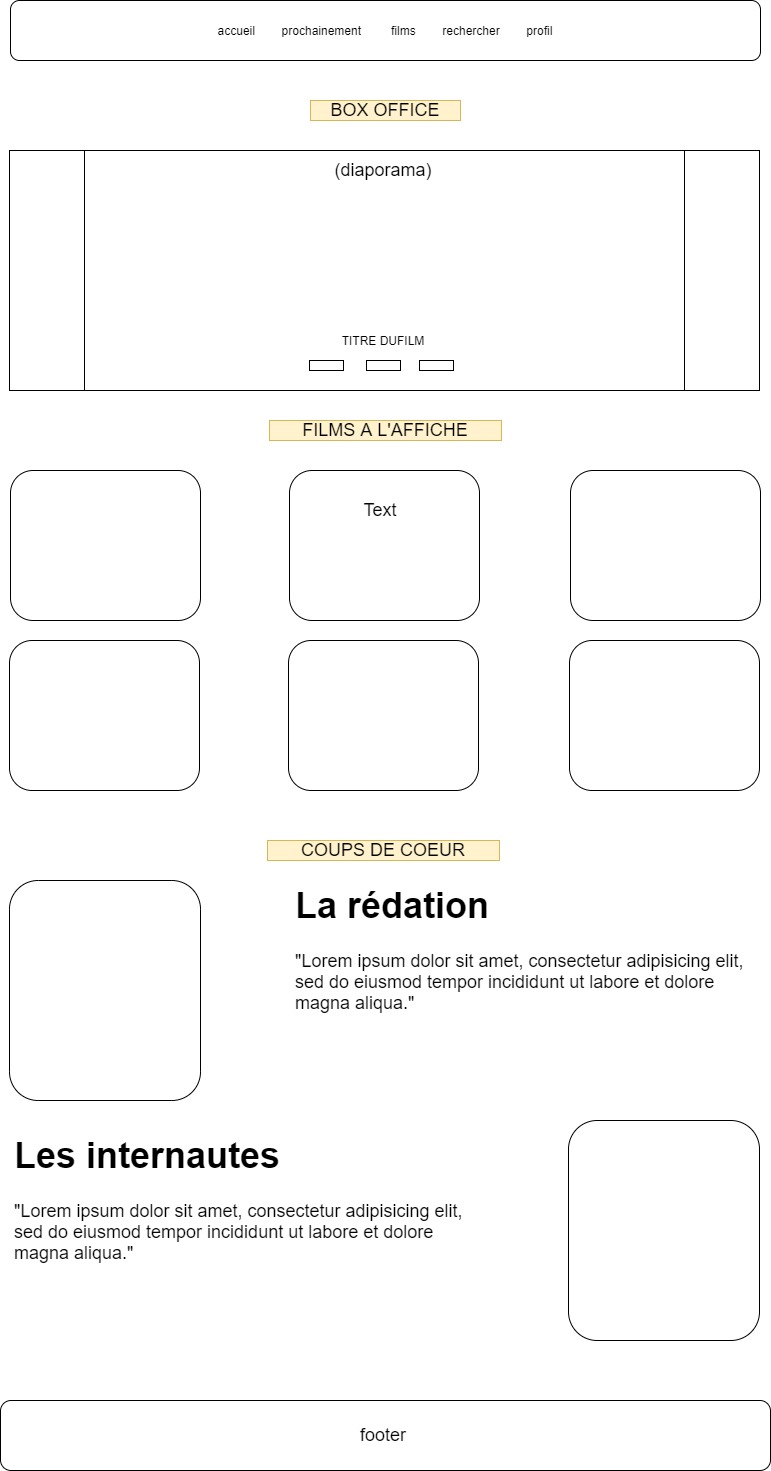 accueil prochainement films rechercher profil
BOX OFFICE
(diaporama)
TITRE DUFILM
FILMS A L'AFFICHE
Text
COUPS DE COEUR
La rédation
"Lorem ipsum dolor sit amet, consectetur adipisicing elit,
sed do eiusmod tempor incididunt ut labore et dolore
magna aliqua."
Les internautes
"Lorem ipsum dolor sit amet, consectetur adipisicing elit,
sed do eiusmod tempor incididunt ut labore et dolore
magna aliqua."
footer